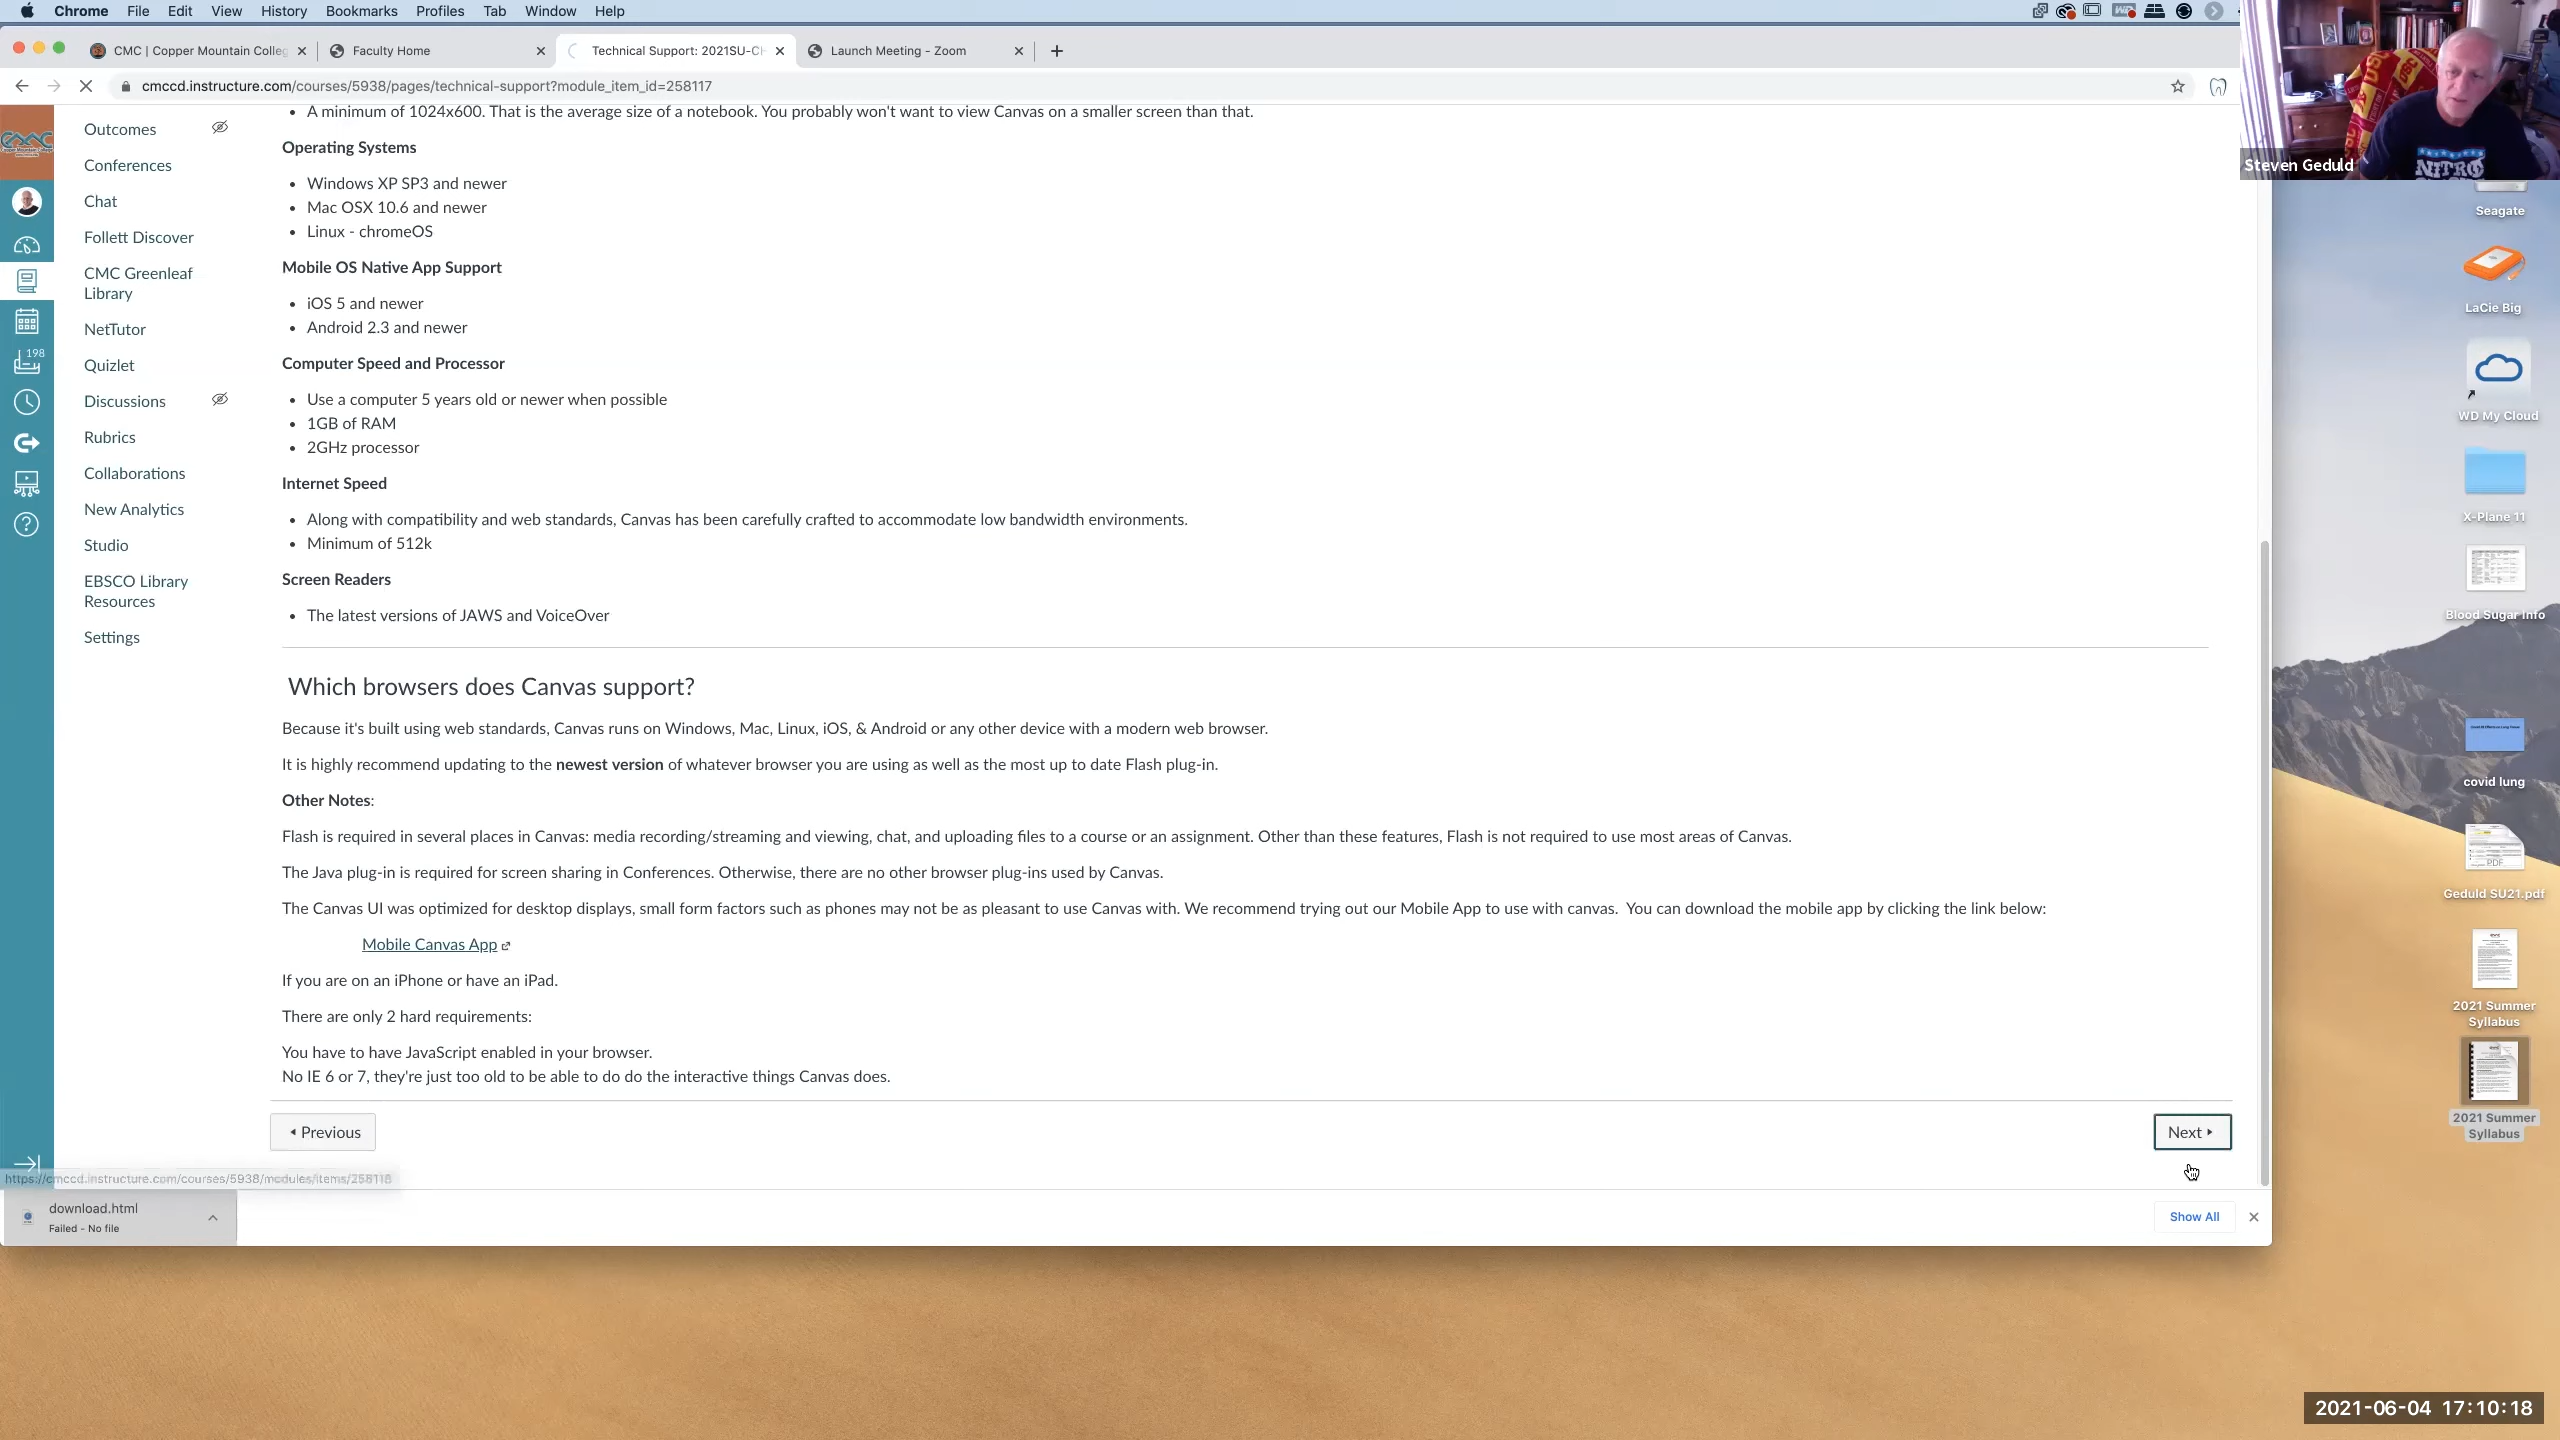 Chrome File Edit View History Bookmarks Profiles Tab Window Help
CMC | Copper Mountain Colleg
Faculty Home
Technical Support: 2021SU-CH
Launch Meeting - Zoom
cmccd.instructure.com/courses/5938/pages/technical-support?module_item_id=258117
Steven Geduld
NITRO
CMC
198
Outcomes
Conferences
Chat
Follett Discover
CMC Greenleaf
Library
NetTutor
Quizlet
Discussions
Rubrics
Collaborations
New Analytics
Studio
EBSCO Library
Resources
Settings
• A minimum of 1024x600. That is the average size of a notebook. You probably won't want to view Canvas on a smaller screen than that.
Operating Systems
• Windows XP SP3 and newer
• Mac OSX 10.6 and newer
• Linux - chromeOS
Mobile OS Native App Support
• iOS 5 and newer
• Android 2.3 and newer
Computer Speed and Processor
• Use a computer 5 years old or newer when possible
• 1GB of RAM
• 2GHz processor
Internet Speed
• Along with compatibility and web standards, Canvas has been carefully crafted to accommodate low bandwidth environments.
• Minimum of 512k
Screen Readers
• The latest versions of JAWS and VoiceOver
Which browsers does Canvas support?
Because it's built using web standards, Canvas runs on Windows, Mac, Linux, iOS, & Android or any other device with a modern web browser.
It is highly recommend updating to the newest version of whatever browser you are using as well as the most up to date Flash plug-in.
Other Notes:
Flash is required in several places in Canvas: media recording/streaming and viewing, chat, and uploading files to a course or an assignment. Other than these features, Flash is not required to use most areas of Canvas.
The Java plug-in is required for screen sharing in Conferences. Otherwise, there are no other browser plug-ins used by Canvas.
The Canvas UI was optimized for desktop displays, small form factors such as phones may not be as pleasant to use Canvas with. We recommend trying out our Mobile App to use with canvas. You can download the mobile app by clicking the link below:
Mobile Canvas App
If you are on an iPhone or have an iPad.
There are only 2 hard requirements:
You have to have JavaScript enabled in your browser.
No IE 6 or 7, they're just too old to be able to do do the interactive things Canvas does.
Previous
Next
https://cmccd.instructure.com/courses/5938/modules/items/258118
download.html
Failed - No file
Show All
Seagate
LaCie Big
WD My Cloud
X-Plane 11
Blood Sugar Info
covid lung
PDF
Geduld SU21.pdf
2021 Summer
Syllabus
2021 Summer
Syllabus
2021-06-04 17:10:18